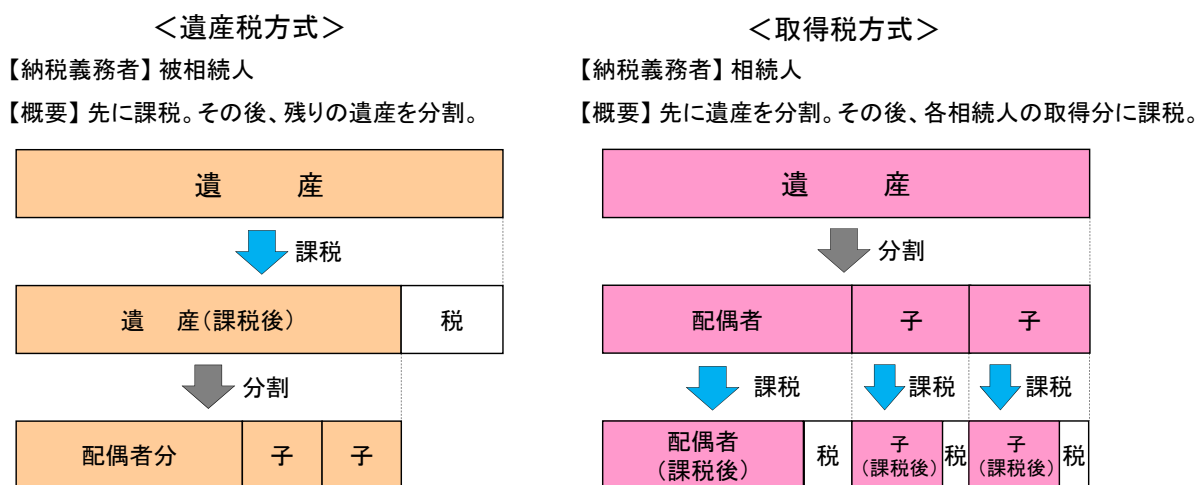 ＜遺産税方式＞
【納税義務者】被相続人
【概要】先に課税。その後、残りの遺産を分割。
遺　産
課税
遺　産(課税後)
税
分割
配偶者分
子
子
＜取得税方式＞
【納税義務者】相続人
【概要】先に遺産を分割。その後、各相続人の取得分に課税。
遺　産
分割
配偶者
子
子
課税
課税
課税
配偶者
(課税後)
税
子
(課税後)
税
子
(課税後)
税